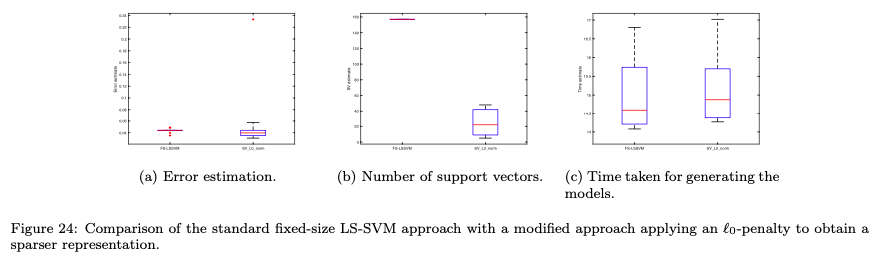 0.24
0.22
0.2
0.18
0.16
0.14
0.12
0.1
0.08
0.06
0.04
Error estimate
FS-LSSVM SV_L0_norm
160
140
120
100
80
60
40
20
0
SV estimate
FS-LSSVM SV_L0_norm
17
16.5
16
15.5
15
14.5
14
Time estimate
FS-LSSVM SV_L0_norm
(a) Error estimation.
(b) Number of support vectors.
(c) Time taken for generating the
models.
Figure 24: Comparison of the standard fixed-size LS-SVM approach with a modified approach applying an ℓ₀-penalty to obtain a
sparser representation.